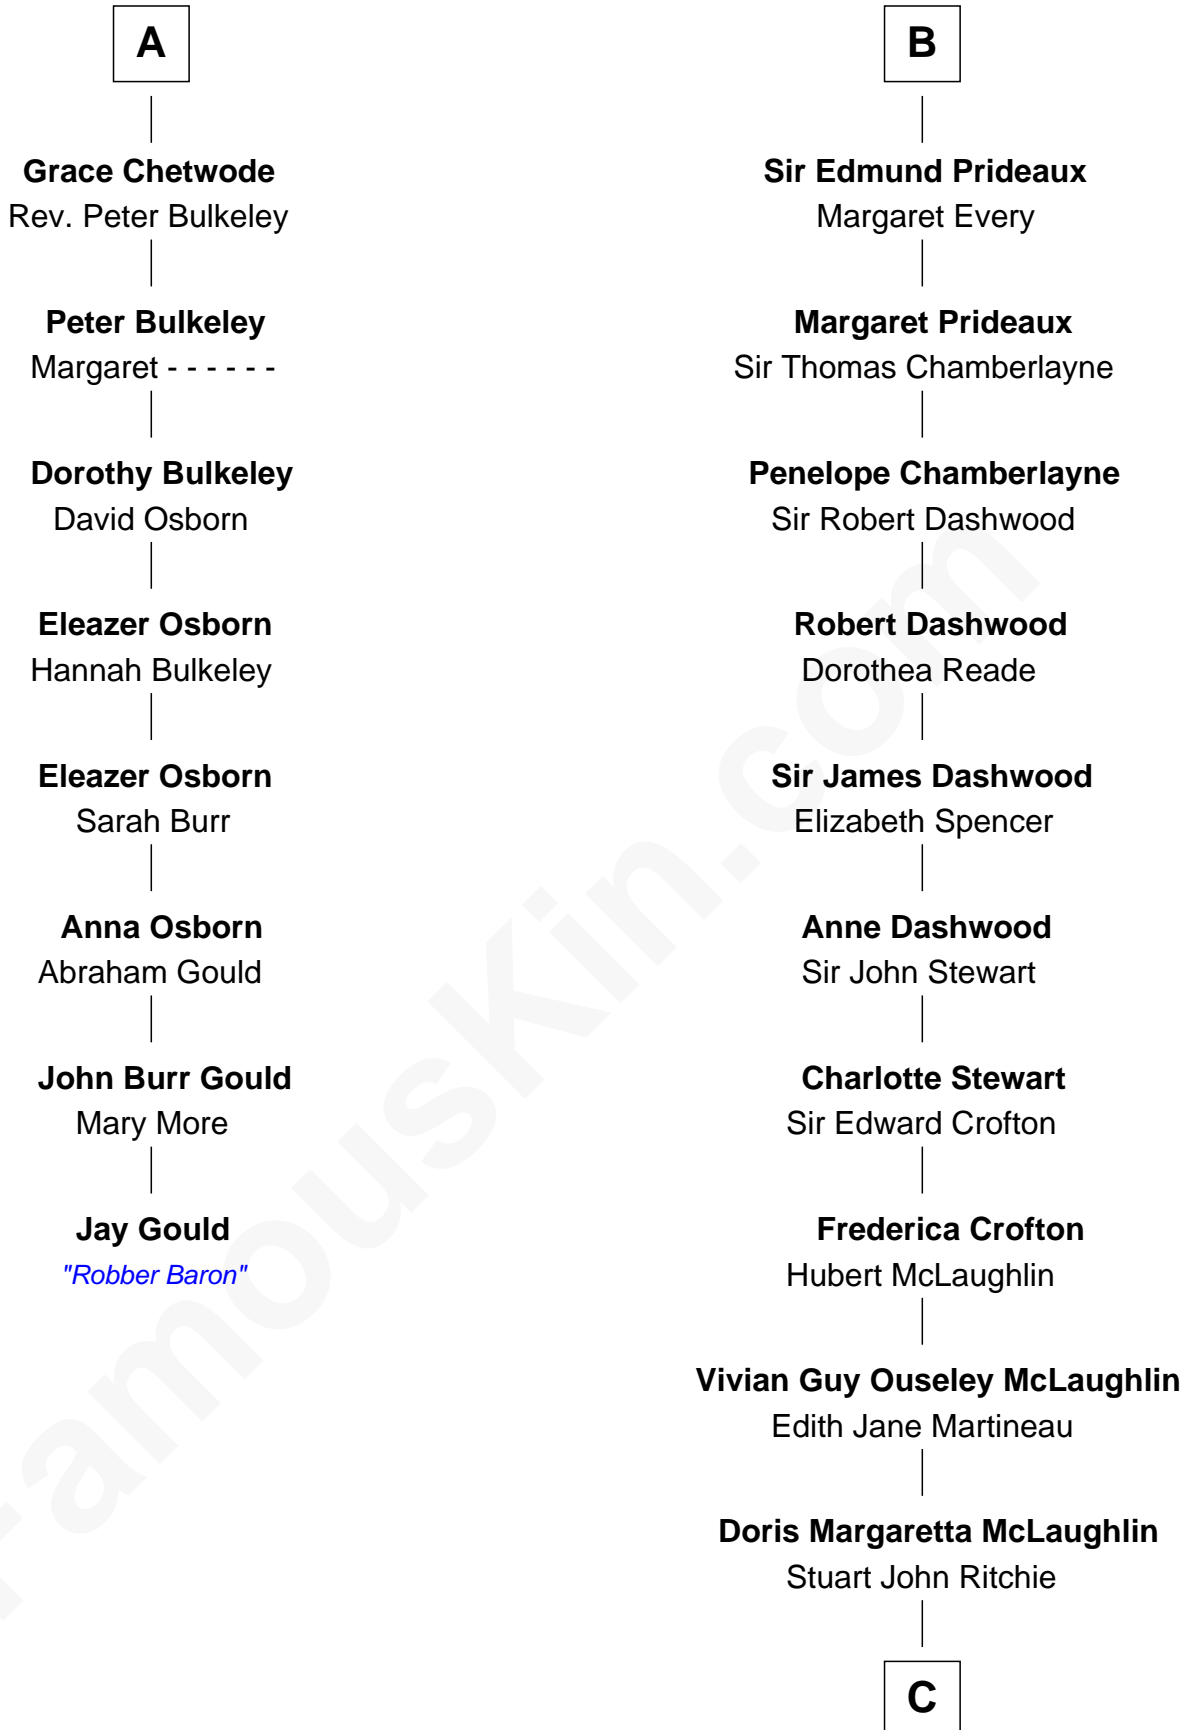 A
Grace Chetwode
Rev. Peter Bulkeley
Peter Bulkeley
Margaret - - - - - -
Dorothy Bulkeley
David Osborn
Eleazer Osborn
Hannah Bulkeley
Eleazer Osborn
Sarah Burr
Anna Osborn
Abraham Gould
John Burr Gould
Mary More
Jay Gould
"Robber Baron"
B
Sir Edmund Prideaux
Margaret Every
Margaret Prideaux
Sir Thomas Chamberlayne
Penelope Chamberlayne
Sir Robert Dashwood
Robert Dashwood
Dorothea Reade
Sir James Dashwood
Elizabeth Spencer
Anne Dashwood
Sir John Stewart
Charlotte Stewart
Sir Edward Crofton
Frederica Crofton
Hubert McLaughlin
Vivian Guy Ouseley McLaughlin
Edith Jane Martineau
Doris Margaretta McLaughlin
Stuart John Ritchie
C
FamousKin.com